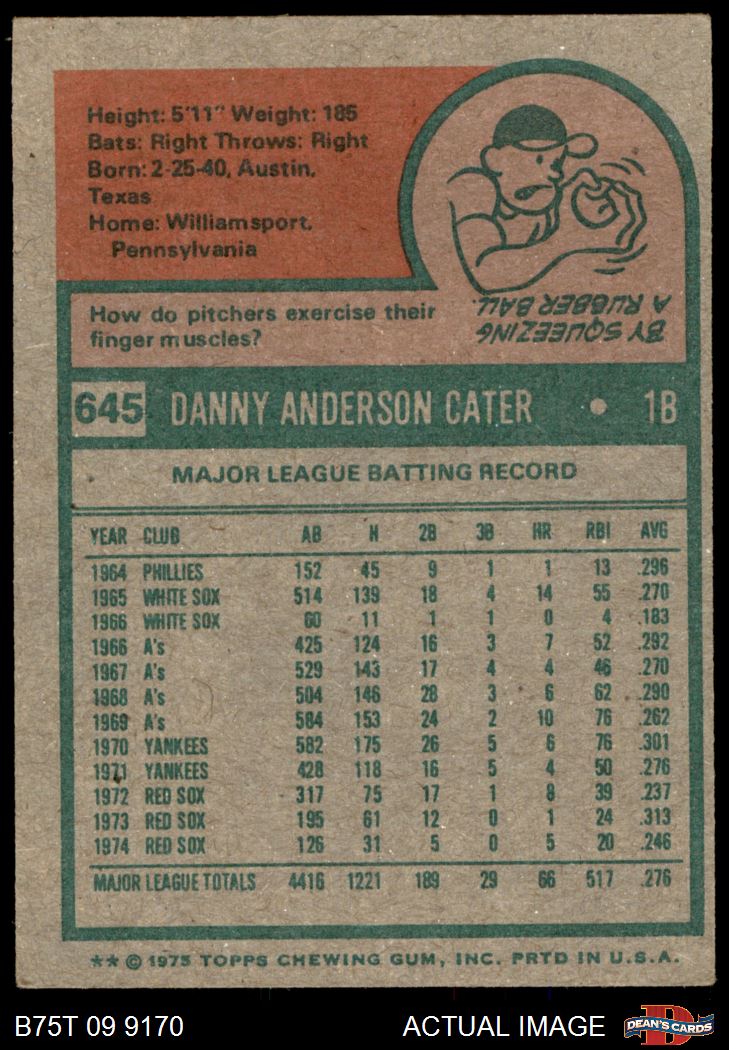 Height: 5'11" Weight: 185
Bats: Right Throws: Right
Born: 2-25-40, Austin,
Texas
Home: Williamsport,
Pennsylvania
How do pitchers exercise their
finger muscles?
BY SQUEEZING
A RUBBER BALL.
645 DANNY ANDERSON CATER • 1B
MAJOR LEAGUE BATTING RECORD
YEAR CLUB AB H 2B 3B HR RBI AVG
1964 PHILLIES 152 45 9 1 1 13 .296
1965 WHITE SOX 514 139 18 4 14 55 .270
1966 WHITE SOX 60 11 1 1 0 4 .183
1966 A's 425 124 16 3 7 52 .292
1967 A's 529 143 17 4 4 46 .270
1968 A's 504 146 28 3 6 62 .290
1969 A's 584 153 24 2 10 76 .262
1970 YANKEES 582 175 26 5 6 76 .301
1971 YANKEES 428 118 16 5 4 50 .276
1972 RED SOX 317 75 17 1 8 39 .237
1973 RED SOX 195 61 12 0 1 24 .313
1974 RED SOX 126 31 5 0 5 20 .246
MAJOR LEAGUE TOTALS 4416 1221 189 29 66 517 .276
** © 1975 TOPPS CHEWING GUM, INC. PRTD IN U.S.A.
B75T 09 9170 ACTUAL IMAGE DEAN'S CARDS